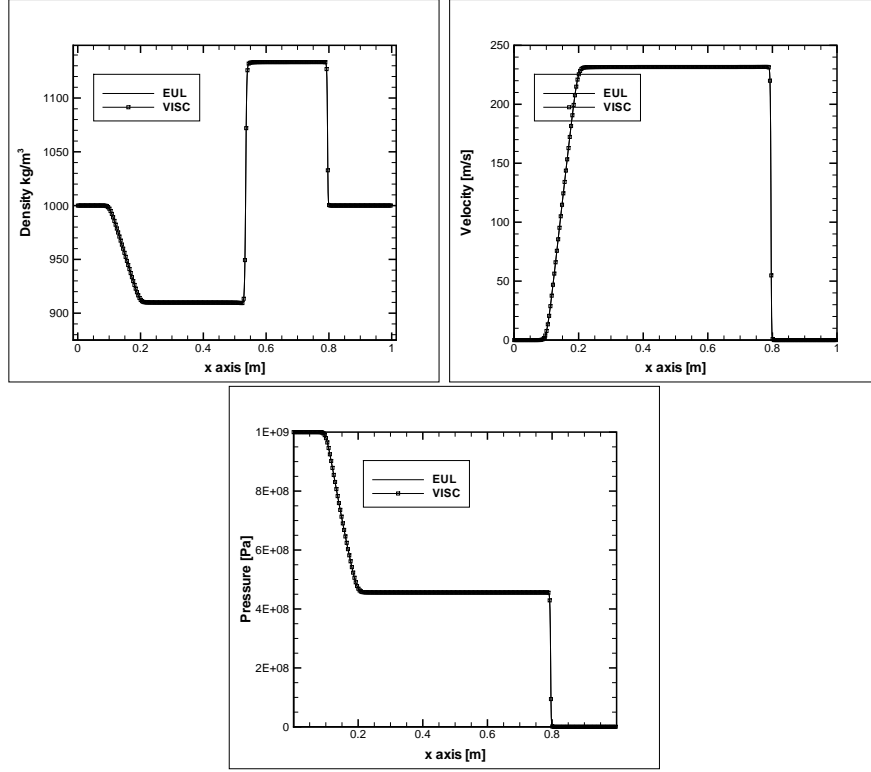 Density kg/m³
1100
1000
900
EUL
VISC
0 0.2 0.4 0.6 0.8 1
x axis [m]
Velocity [m/s]
250
200
150
100
50
0
EUL
VISC
0 0.2 0.4 0.6 0.8 1
x axis [m]
Pressure [Pa]
1E+09
8E+08
6E+08
4E+08
2E+08
0
EUL
VISC
0.2 0.4 0.6 0.8
x axis [m]